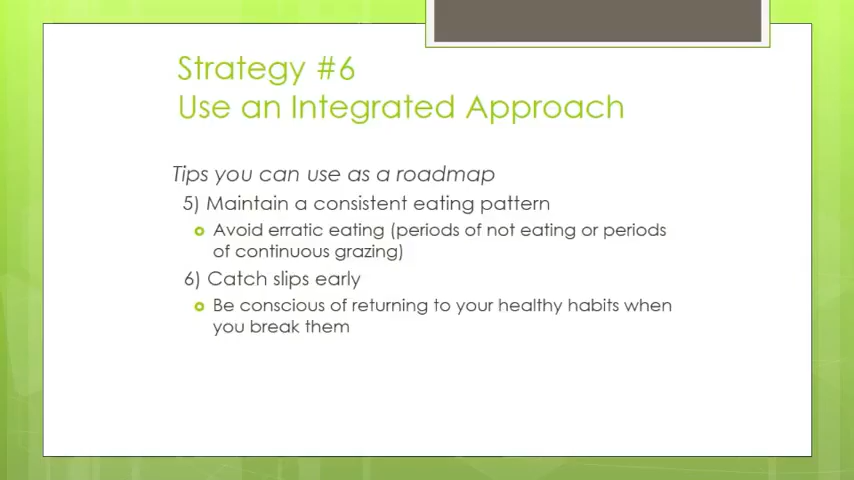 Strategy #6
Use an Integrated Approach
Tips you can use as a roadmap
5) Maintain a consistent eating pattern
Avoid erratic eating (periods of not eating or periods
of continuous grazing)
6) Catch slips early
Be conscious of returning to your healthy habits when
you break them